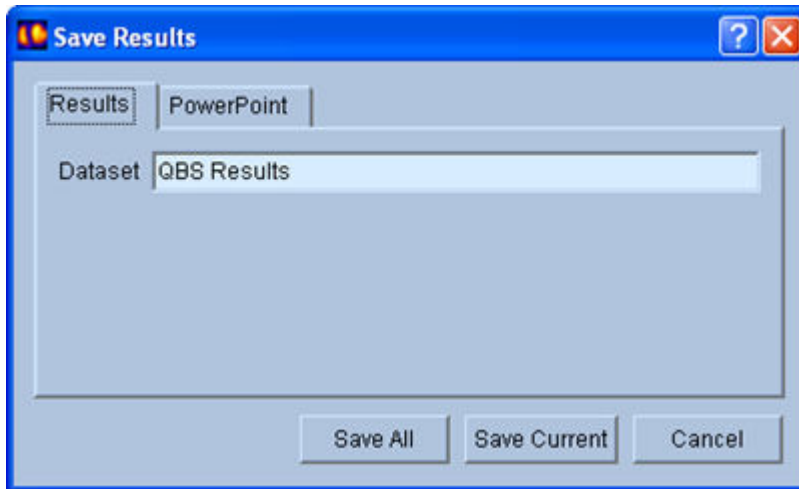 Save Results
Results PowerPoint
Dataset QBS Results
Save All Save Current Cancel